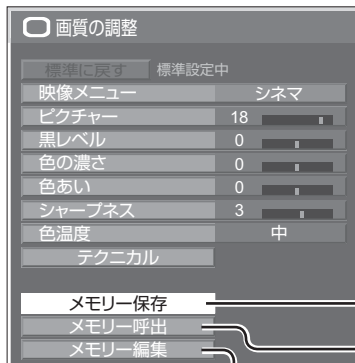 画質の調整
標準に戻す 標準設定中
映像メニュー シネマ
ピクチャー 18
黒レベル 0
色の濃さ 0
色あい 0
シャープネス 3
色温度 中
テクニカル
メモリー保存
メモリー呼出
メモリー編集